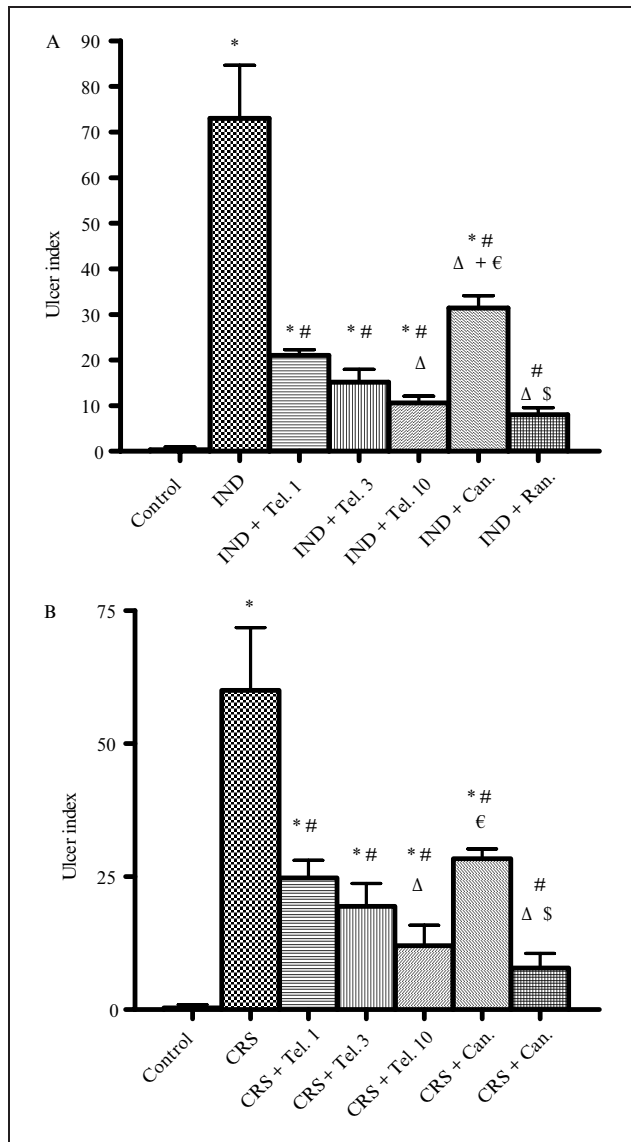 A
90
80
70
60
50
40
30
20
10
0
Ulcer index
*
* #
* #
* #
Δ
* #
Δ + €
#
Δ $
Control
IND
IND + Tel. 1
IND + Tel. 3
IND + Tel. 10
IND + Can.
IND + Ran.
B
75
50
25
0
Ulcer index
*
* #
* #
* #
Δ
* #
€
#
Δ $
Control
CRS
CRS + Tel. 1
CRS + Tel. 3
CRS + Tel. 10
CRS + Can.
CRS + Can.